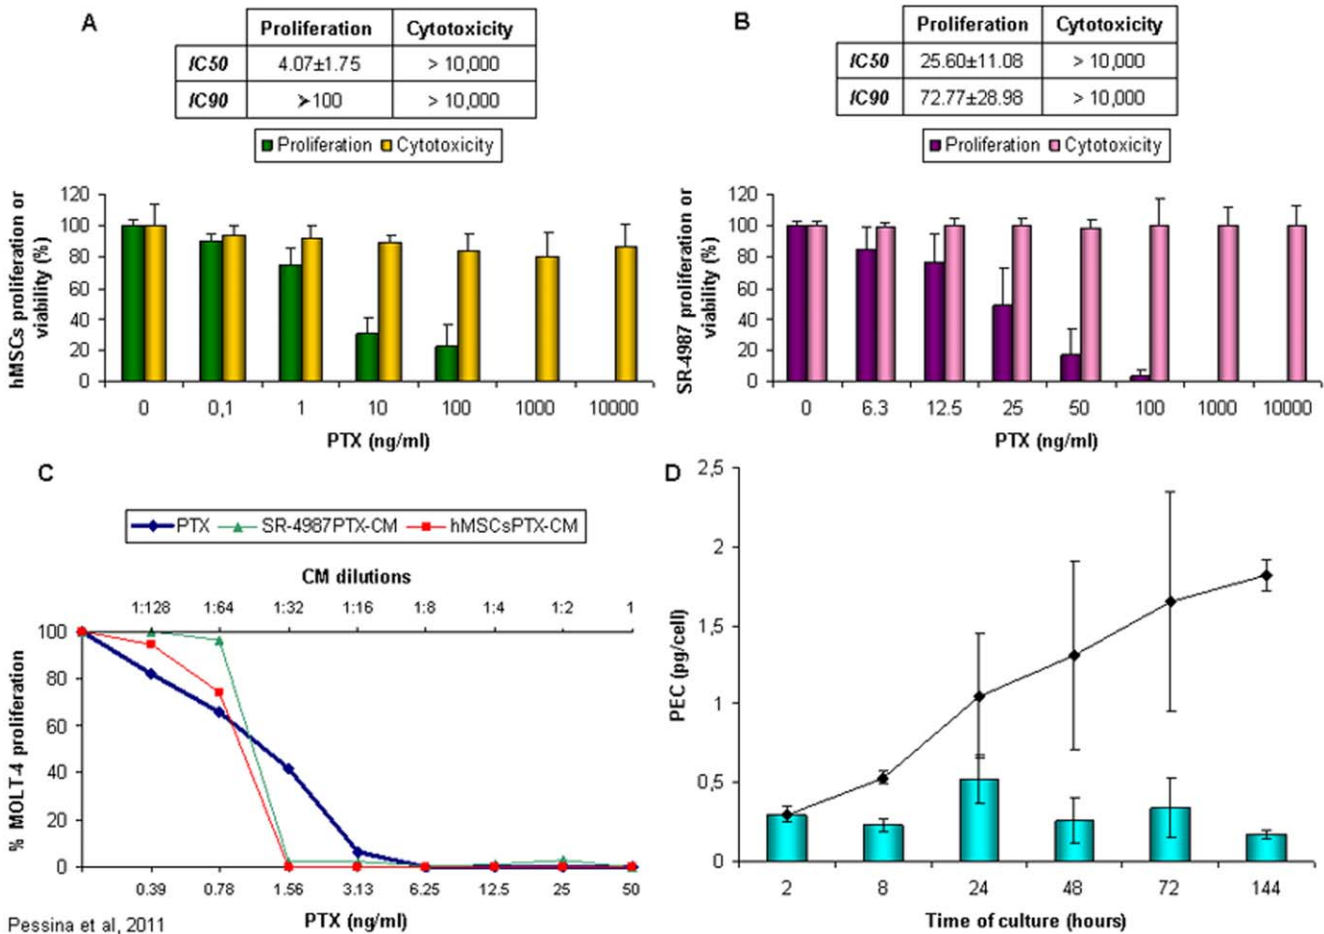 A
Proliferation Cytotoxicity
IC50 4.07±1.75 > 10,000
IC90 ➢100 > 10,000
Proliferation Cytotoxicity
hMSCs proliferation or
viability (%)
120
100
80
60
40
20
0
0 0,1 1 10 100 1000 10000
PTX (ng/ml)
B
Proliferation Cytotoxicity
IC50 25.60±11.08 > 10,000
IC90 72.77±28.98 > 10,000
Proliferation Cytotoxicity
SR-4987 proliferation or
viability (%)
120
100
80
60
40
20
0
0 6.3 12.5 25 50 100 1000 10000
PTX (ng/ml)
C
PTX SR-4987PTX-CM hMSCsPTX-CM
CM dilutions
1:128 1:64 1:32 1:16 1:8 1:4 1:2 1
% MOLT-4 proliferation
100
80
60
40
20
0
0.39 0.78 1.56 3.13 6.25 12.5 25 50
PTX (ng/ml)
Pessina et al, 2011
D
PEC (pg/cell)
2,5
2
1,5
1
0,5
0
2 8 24 48 72 144
Time of culture (hours)